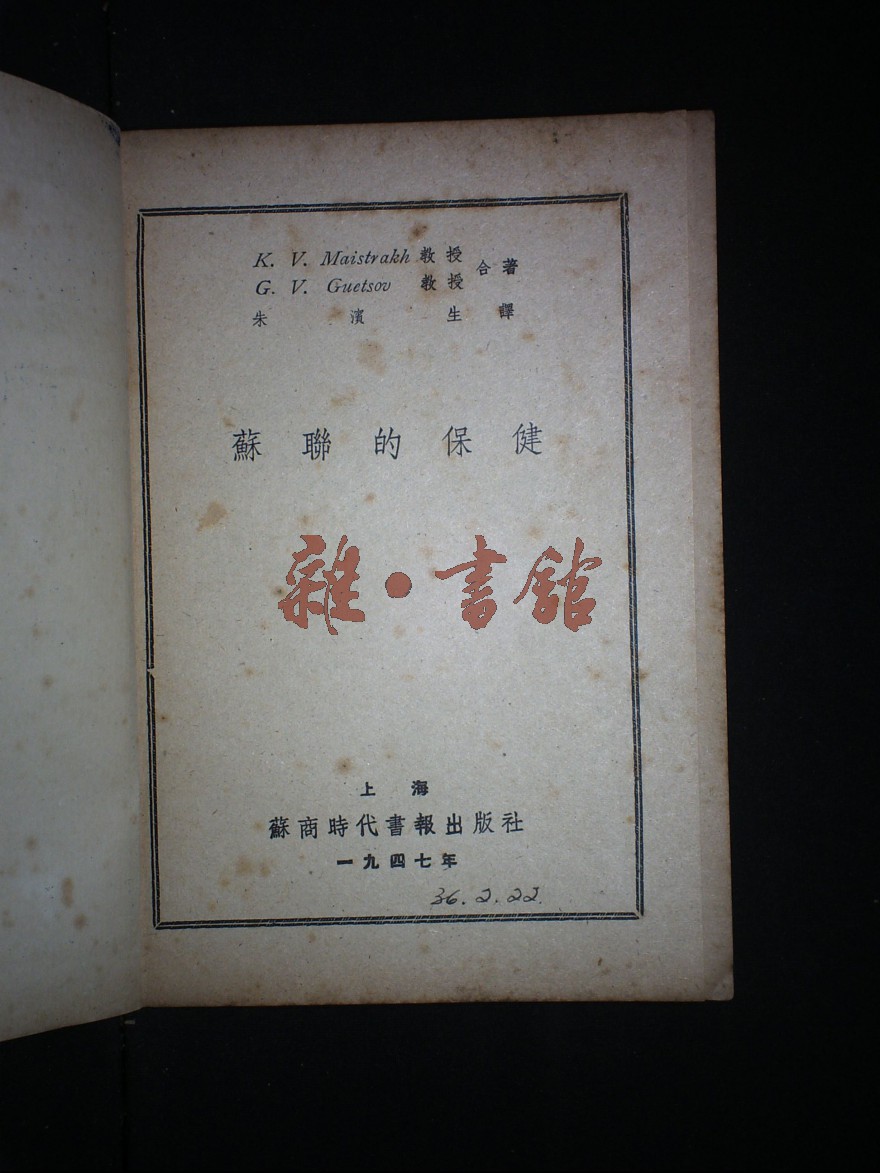 K. V. Maistrakh 教授
G. V. Guetsov 教授
合著
朱濱生譯
蘇聯的保健
雜·書館
上海
蘇商時代書報出版社
一九四七年
36.2.22.